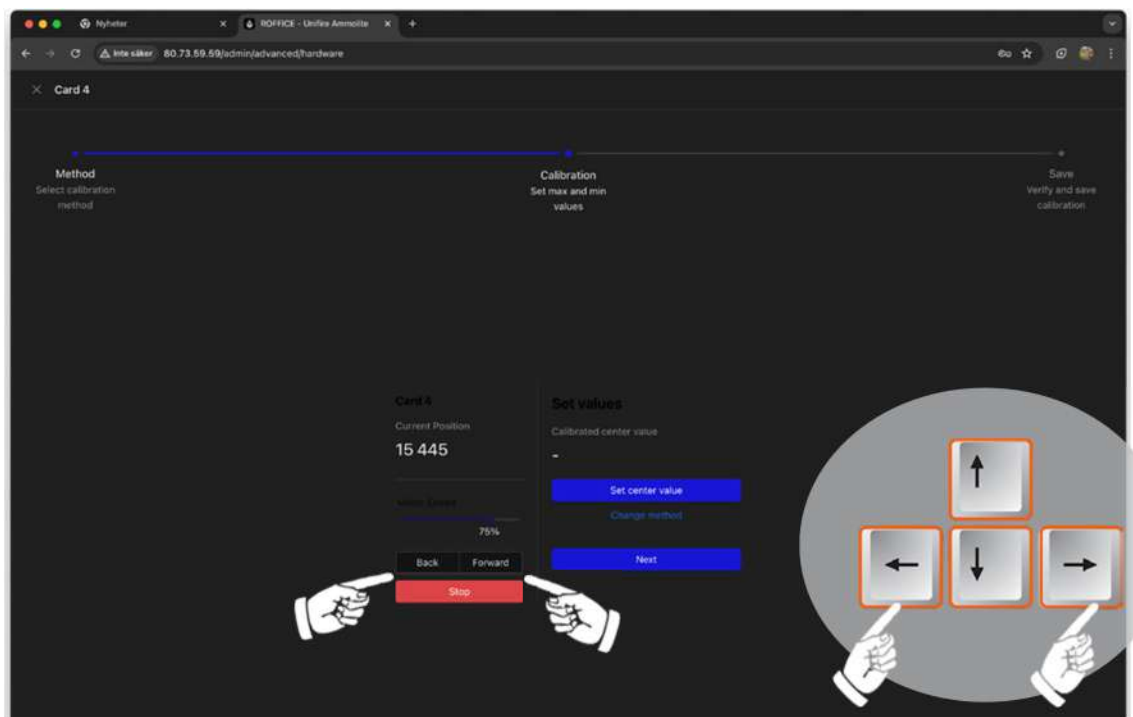 Nyheter
ROFFICE - Unifire Ammolite
Inte säker 80.73.59.59/admin/advanced/hardware
Card 4
Method
Select calibration
method
Calibration
Set max and min
values
Save
Verify and save
calibration
Card 4
Current Position
15 445
75%
Back Forward
Stop
Set values
Calibrated center value
-
Set center value
Change method
Next